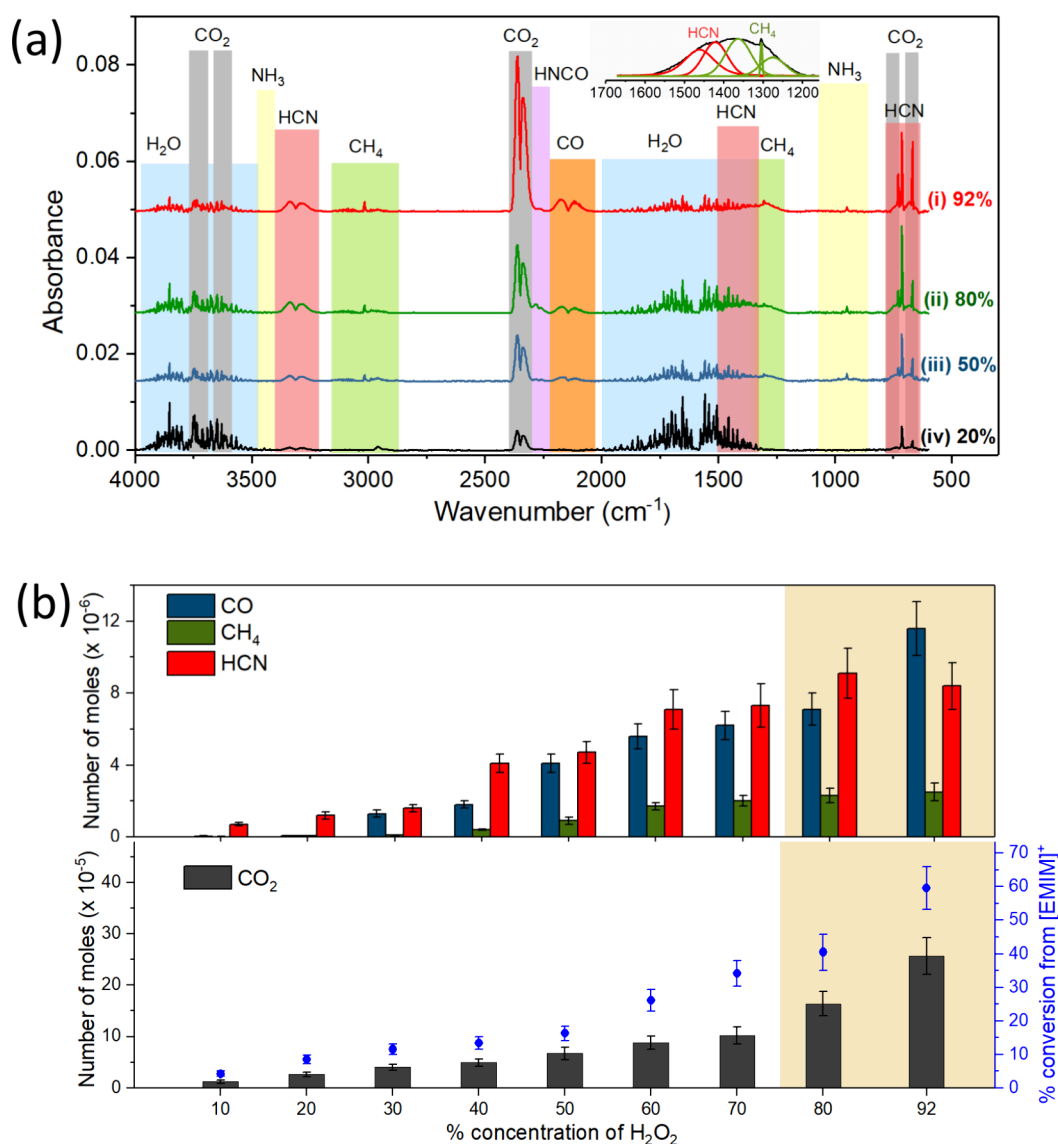 (a)
CO₂
CO₂
CO₂
NH₃
HNCO
NH₃
HCN
CH₄
HCN
H₂O
HCN
CH₄
CO
H₂O
HCN
CH₄
1700 1600 1500 1400 1300 1200
0.08
0.06
0.04
0.02
0.00
Absorbance
(i) 92%
(ii) 80%
(iii) 50%
(iv) 20%
4000 3500 3000 2500 2000 1500 1000 500
Wavenumber (cm⁻¹)
(b)
CO
CH₄
HCN
12
8
4
0
Number of moles (x 10⁻⁶)
CO₂
40
30
20
10
0
Number of moles (x 10⁻⁵)
70
60
50
40
30
20
10
0
% conversion from [EMIM]⁺
10 20 30 40 50 60 70 80 92
% concentration of H₂O₂